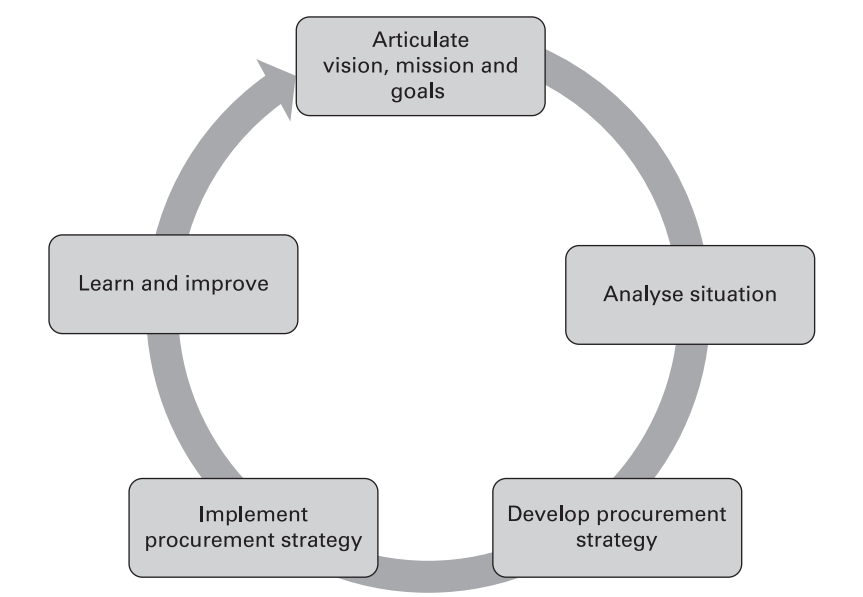 Articulate
vision, mission and
goals
Analyse situation
Develop procurement
strategy
Implement
procurement strategy
Learn and improve